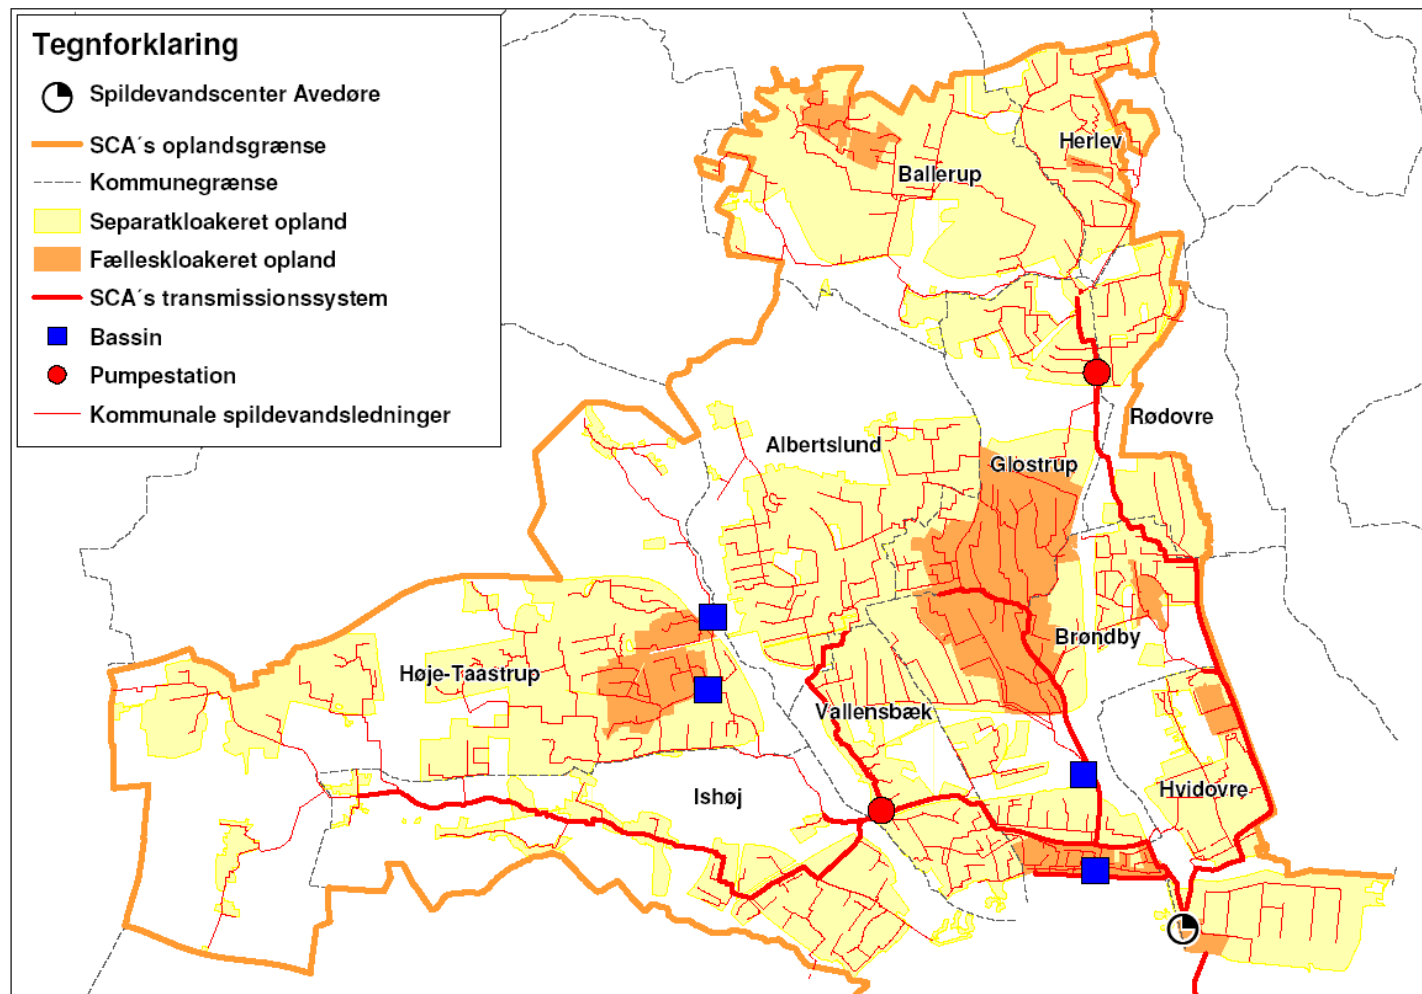 Tegnforklaring
Spildevandscenter Avedøre
SCA´s oplandsgrænse
Kommunegrænse
Separatkloakeret opland
Fælleskloakeret opland
SCA´s transmissionssystem
Bassin
Pumpestation
Kommunale spildevandsledninger
Herlev
Ballerup
Rødovre
Albertslund
Glostrup
Brøndby
Høje-Taastrup
Vallensbæk
Hvidovre
Ishøj